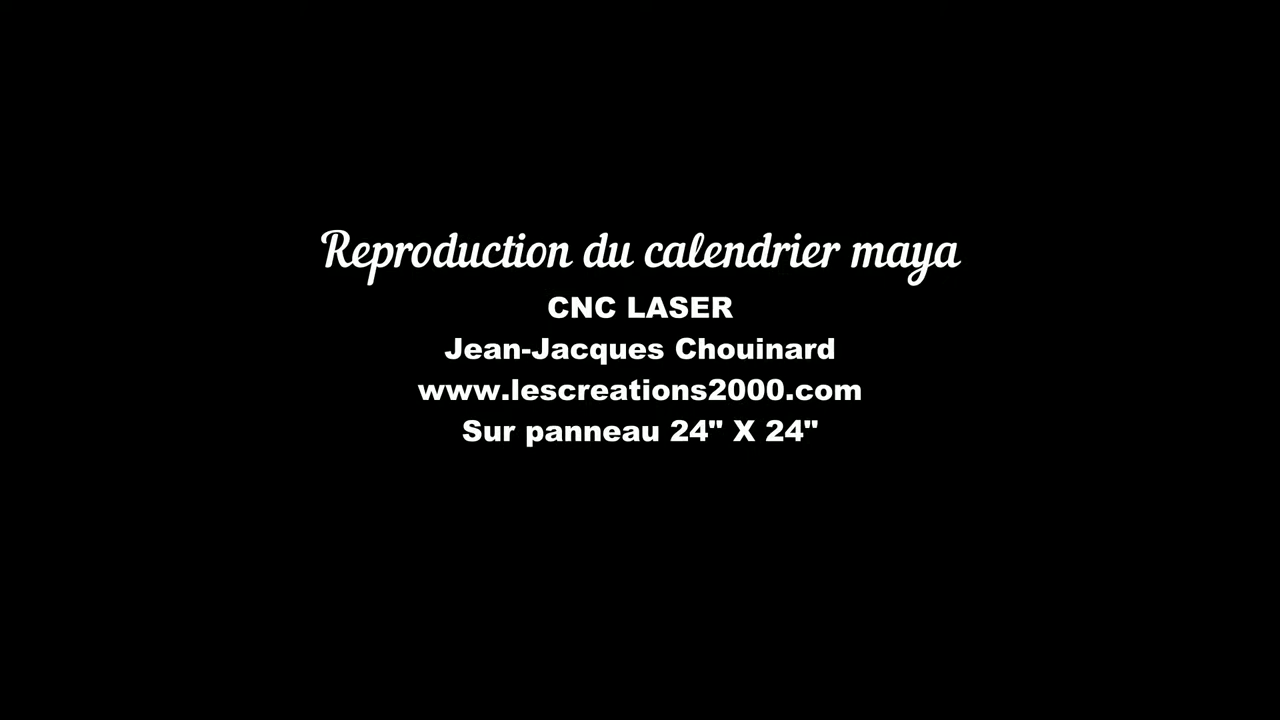 Reproduction du calendrier maya
CNC LASER
Jean-Jacques Chouinard
www.lescreations2000.com
Sur panneau 24" X 24"